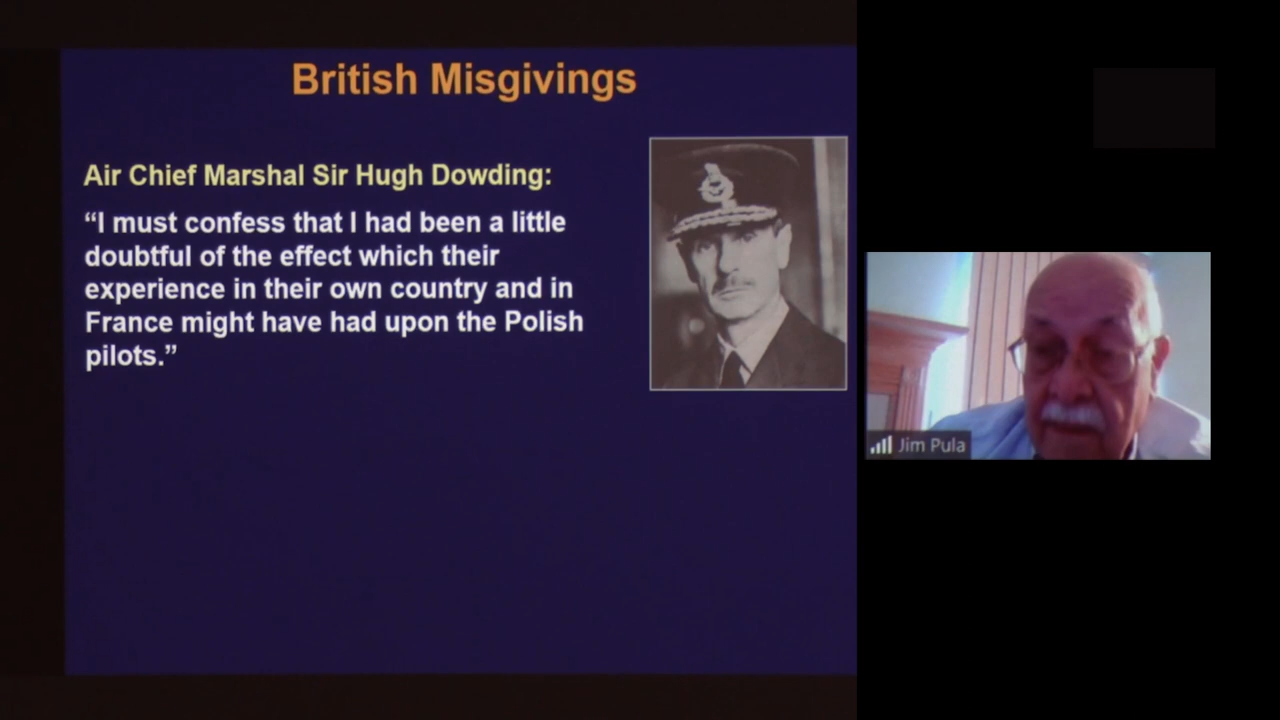 British Misgivings
Air Chief Marshal Sir Hugh Dowding:
“I must confess that I had been a little
doubtful of the effect which their
experience in their own country and in
France might have had upon the Polish
pilots.”
Jim Pula